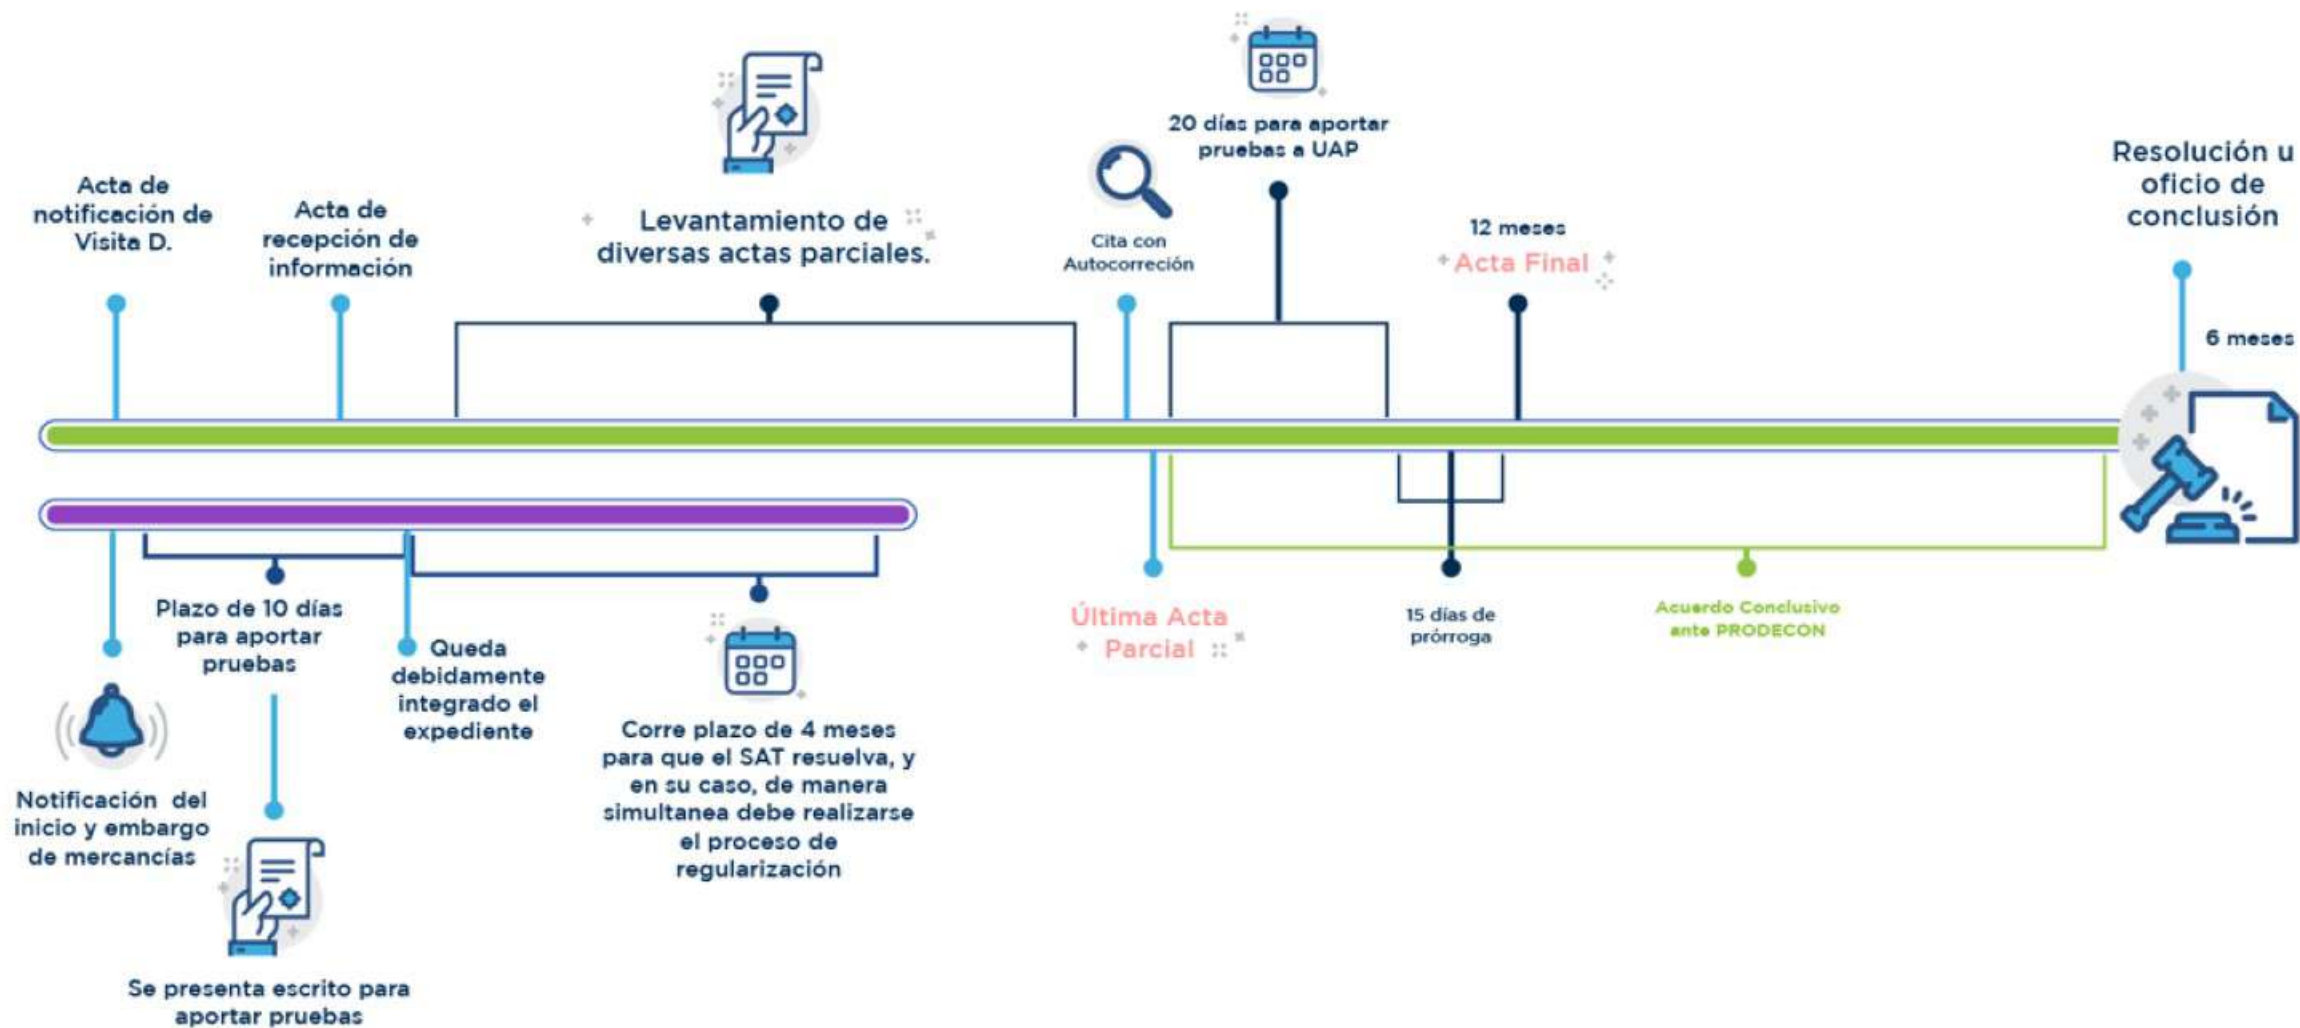 Acta de
notificación de
Visita D.
Acta de
recepción de
información
Levantamiento de
diversas actas parciales.
Cita con
Autocorreción
20 días para aportar
pruebas a UAP
12 meses
Acta Final
Resolución u
oficio de
conclusión
6 meses
Última Acta
Parcial
15 días de
prórroga
Acuerdo Conclusivo
ante PRODECON
Notificación del
inicio y embargo
de mercancías
Plazo de 10 días
para aportar
pruebas
Se presenta escrito para
aportar pruebas
Queda
debidamente
integrado el
expediente
Corre plazo de 4 meses
para que el SAT resuelva, y
en su caso, de manera
simultanea debe realizarse
el proceso de
regularización